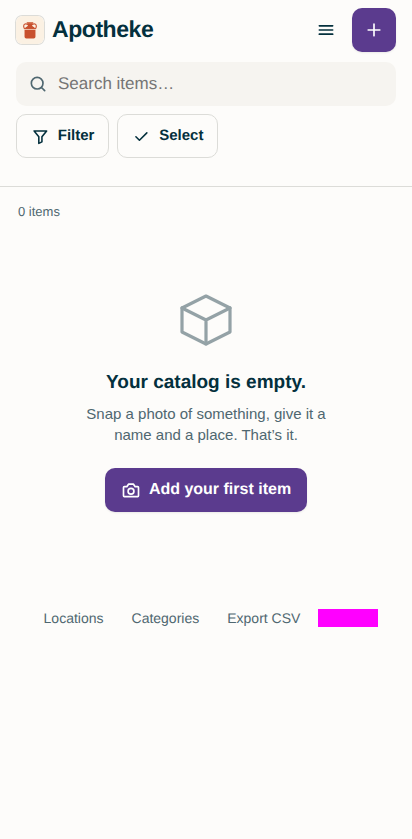 Apotheke
Search items…
Filter
Select
0 items
Your catalog is empty.
Snap a photo of something, give it a
name and a place. That’s it.
Add your first item
Locations
Categories
Export CSV